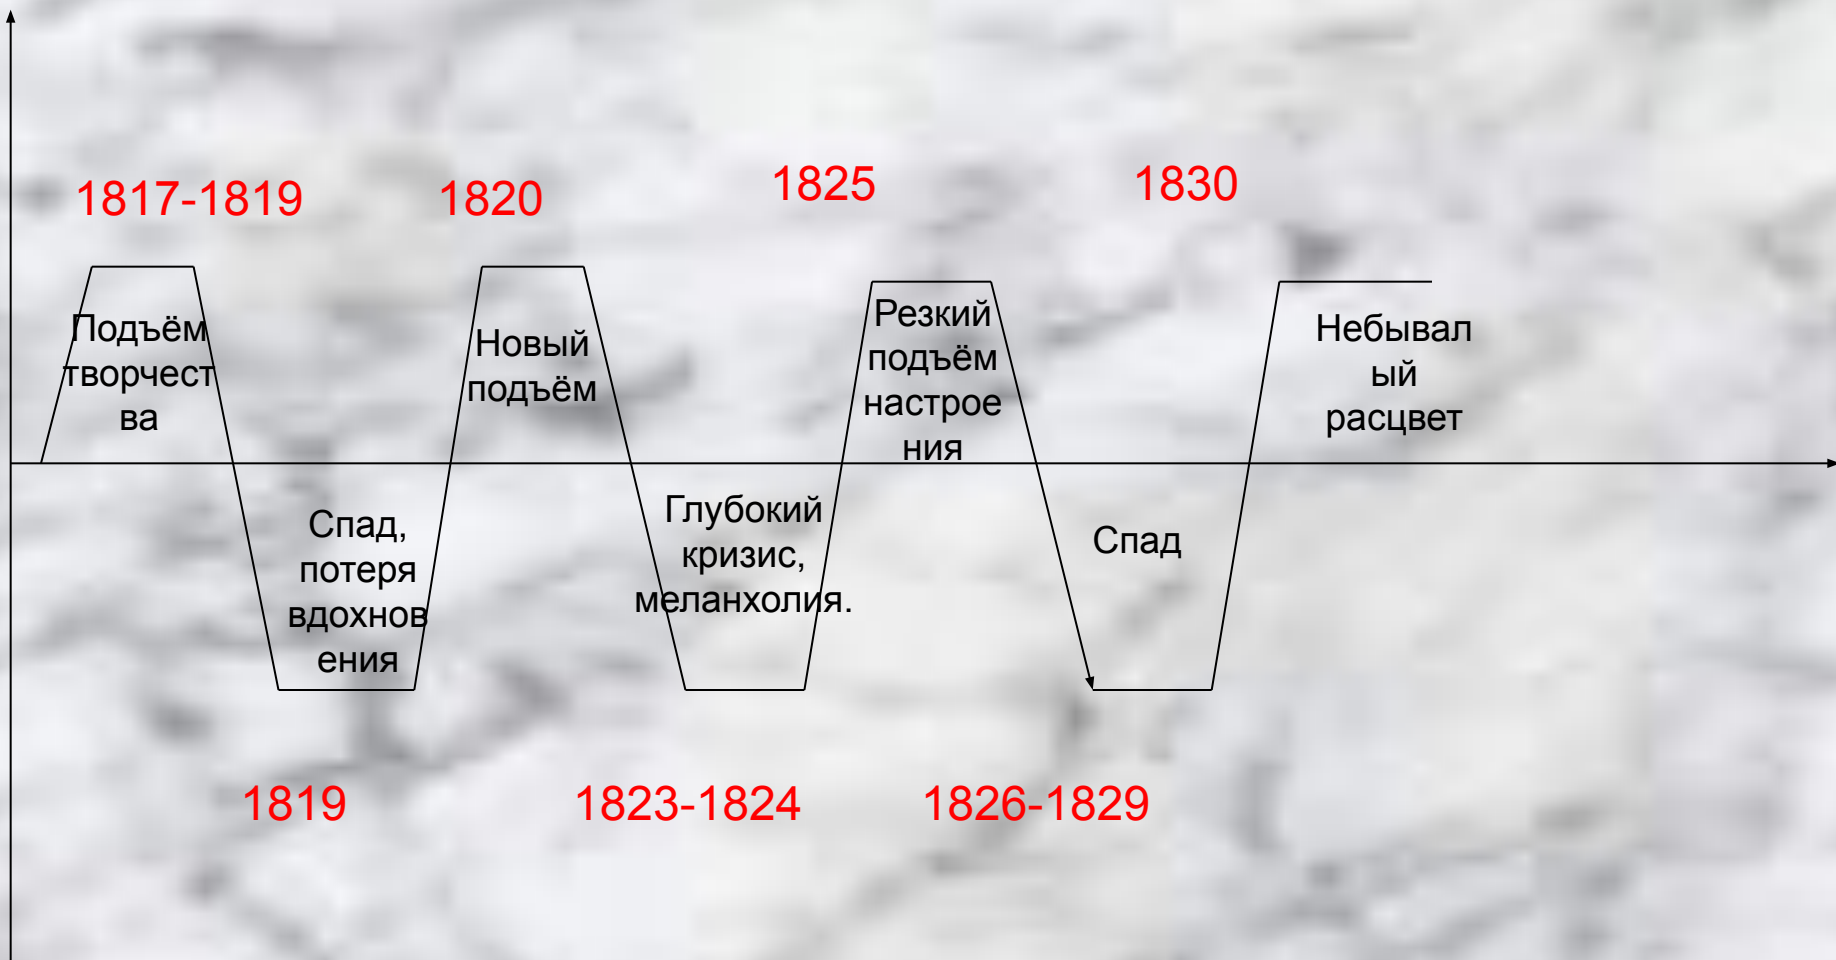 1817-1819
1820
1825
1830
Подъём
творчест
ва
Новый
подъём
Резкий
подъём
настрое
ния
Небывал
ый
расцвет
Спад,
потеря
вдохнов
ения
Глубокий
кризис,
меланхолия.
Спад
1819
1823-1824
1826-1829